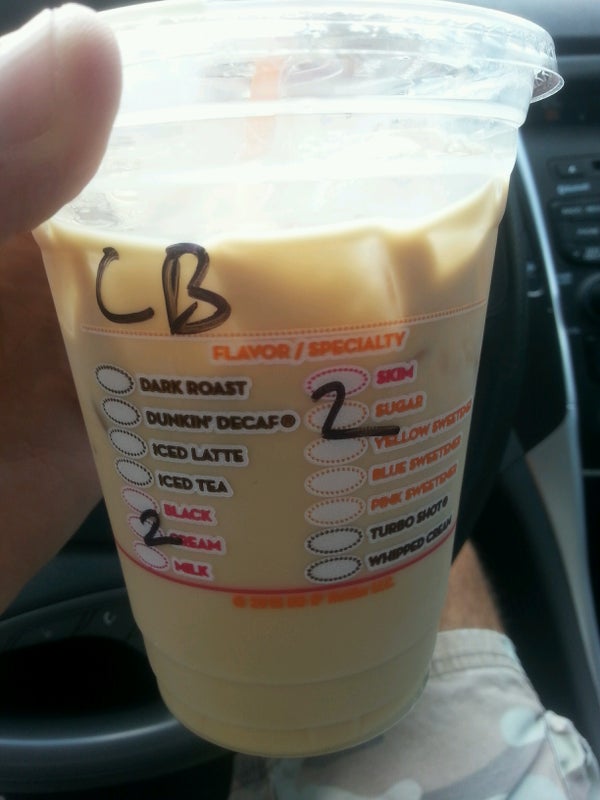 CB
FLAVOR / SPECIALTY
DARK ROAST
DUNKIN' DECAF®
ICED LATTE
ICED TEA
BLACK
2 CREAM
MILK
SKIM
2 SUGAR
YELLOW SWEETENER
BLUE SWEETENER
PINK SWEETENER
TURBO SHOT®
WHIPPED CREAM